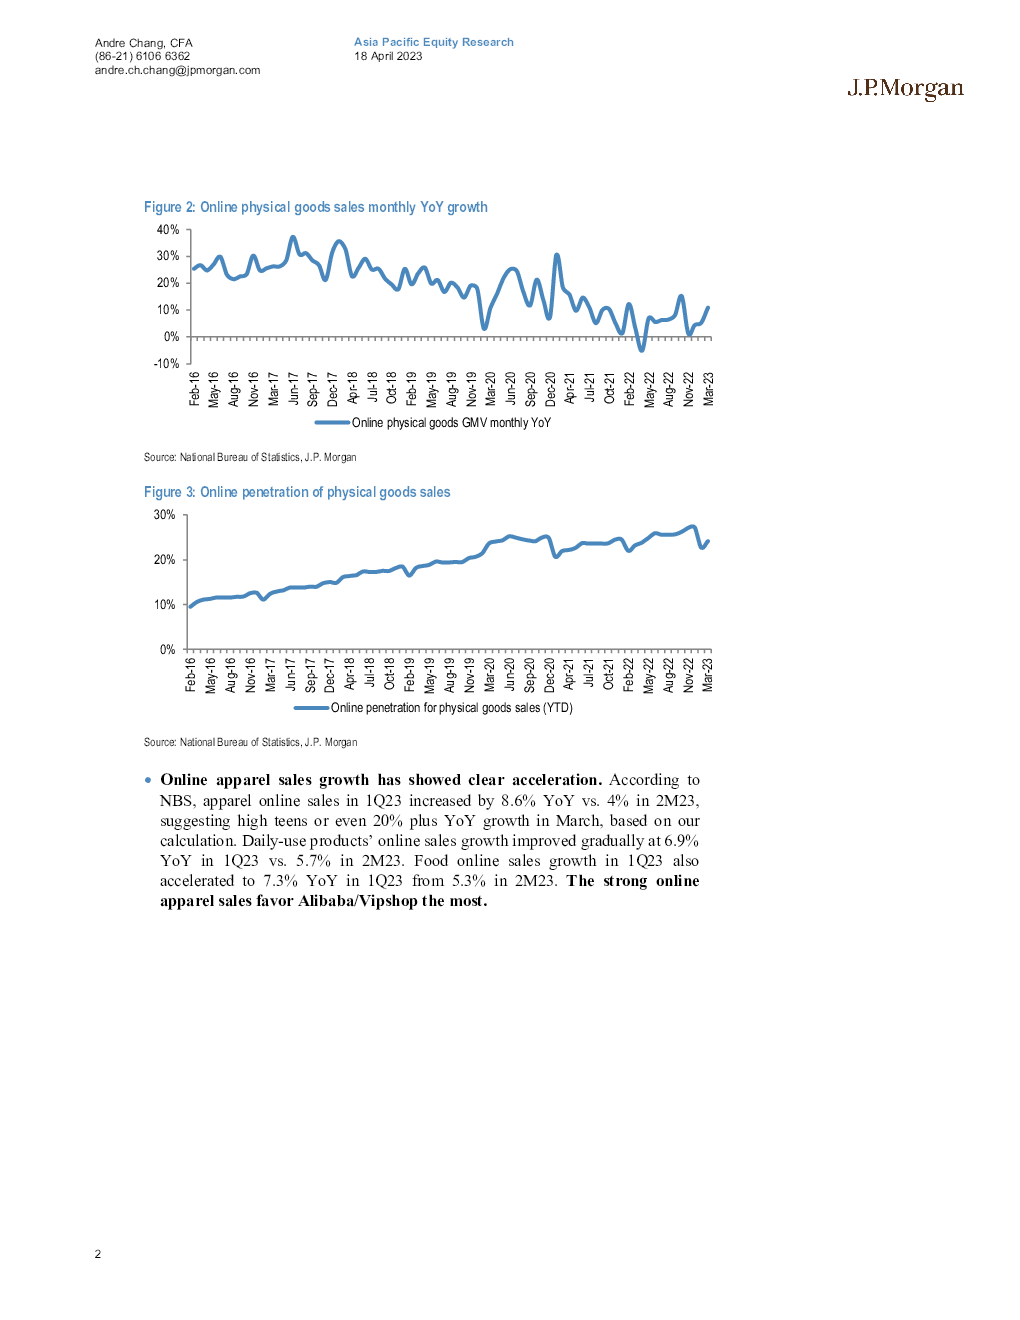 Andre Chang, CFA
(86-21) 6106 6362
andre.ch.chang@jpmorgan.com
Asia Pacific Equity Research
18 April 2023
J.P.Morgan
Figure 2: Online physical goods sales monthly YoY growth
40%
30%
20%
10%
0%
-10%
Feb-16
May-16
Aug-16
Nov-16
Mar-17
Jun-17
Sep-17
Dec-17
Apr-18
Jul-18
Oct-18
Feb-19
May-19
Aug-19
Nov-19
Mar-20
Jun-20
Sep-20
Dec-20
Apr-21
Jul-21
Oct-21
Feb-22
May-22
Aug-22
Nov-22
Mar-23
Online physical goods GMV monthly YoY
Source: National Bureau of Statistics, J.P. Morgan
Figure 3: Online penetration of physical goods sales
30%
20%
10%
0%
Feb-16
May-16
Aug-16
Nov-16
Mar-17
Jun-17
Sep-17
Dec-17
Apr-18
Jul-18
Oct-18
Feb-19
May-19
Aug-19
Nov-19
Mar-20
Jun-20
Sep-20
Dec-20
Apr-21
Jul-21
Oct-21
Feb-22
May-22
Aug-22
Nov-22
Mar-23
Online penetration for physical goods sales (YTD)
Source: National Bureau of Statistics, J.P. Morgan
• Online apparel sales growth has showed clear acceleration. According to
NBS, apparel online sales in 1Q23 increased by 8.6% YoY vs. 4% in 2M23,
suggesting high teens or even 20% plus YoY growth in March, based on our
calculation. Daily-use products’ online sales growth improved gradually at 6.9%
YoY in 1Q23 vs. 5.7% in 2M23. Food online sales growth in 1Q23 also
accelerated to 7.3% YoY in 1Q23 from 5.3% in 2M23. The strong online
apparel sales favor Alibaba/Vipshop the most.
2